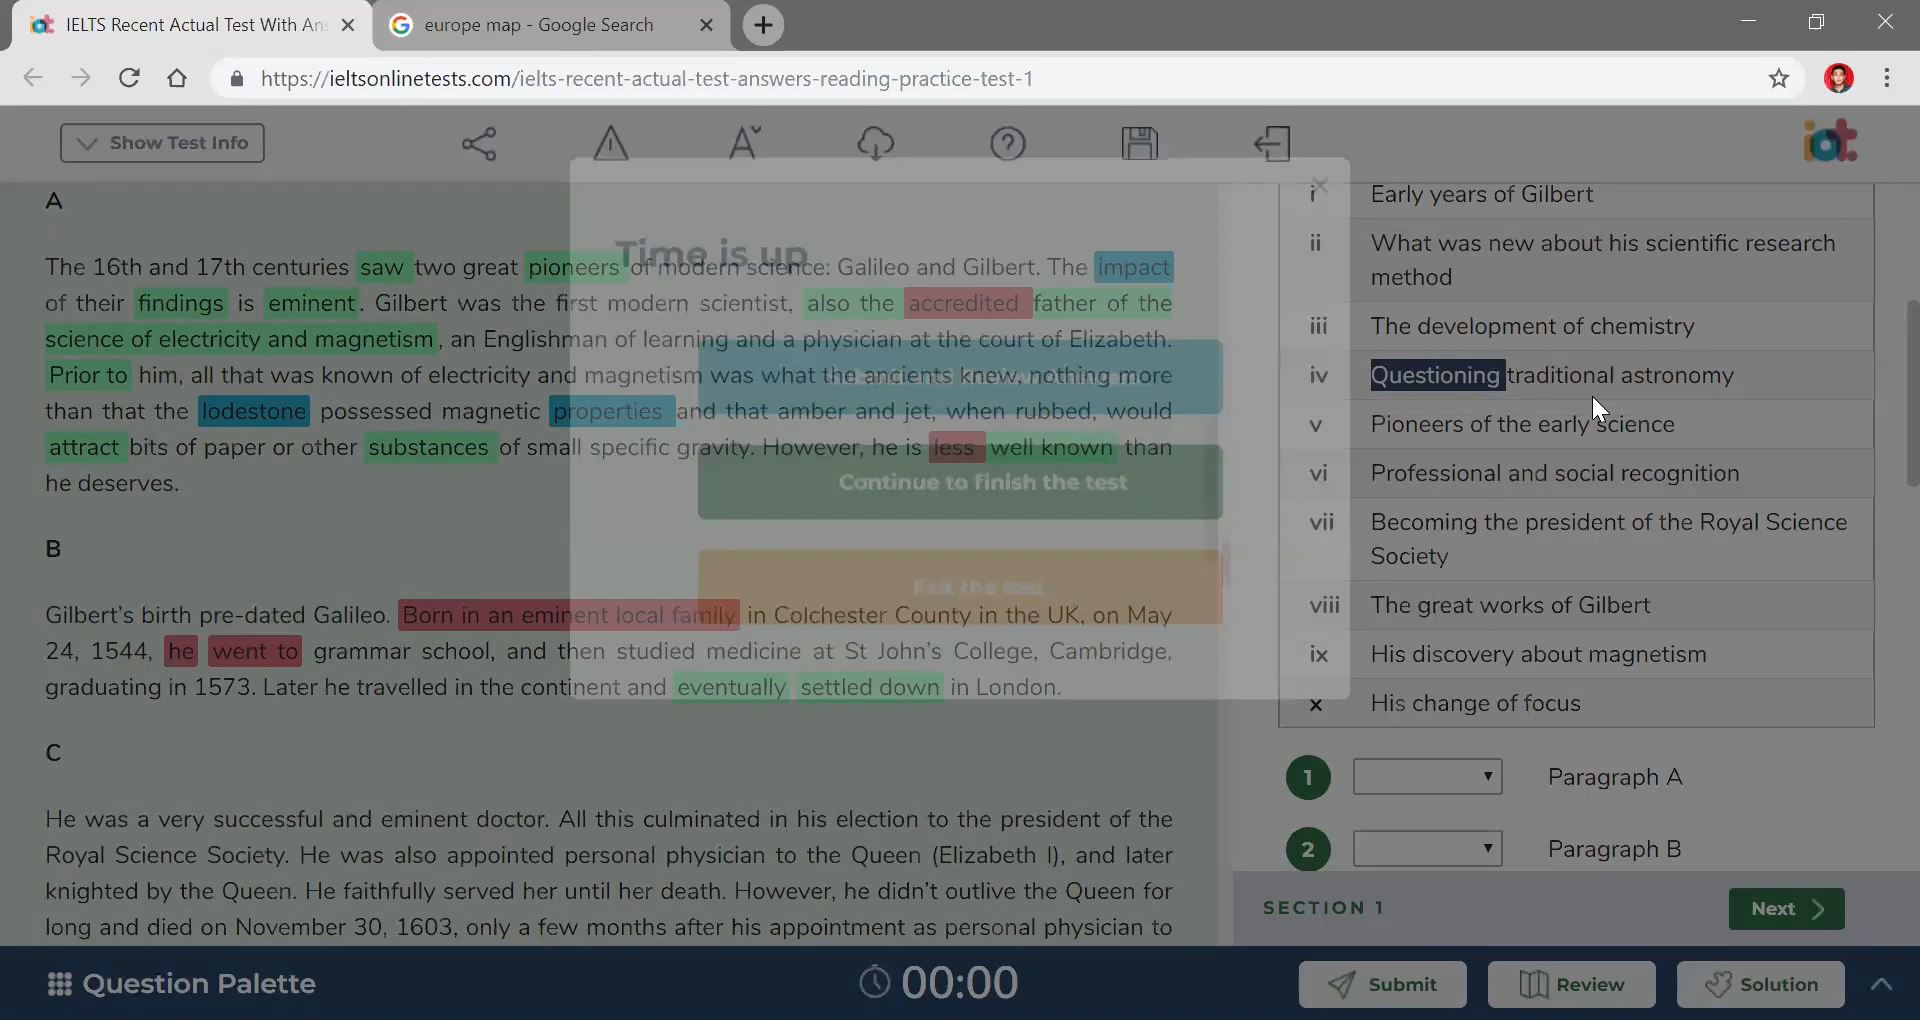 IELTS Recent Actual Test With An
europe map - Google Search
https://ieltsonlinetests.com/ielts-recent-actual-test-answers-reading-practice-test-1
Show Test Info
iot
A
The 16th and 17th centuries saw two great pioneers of modern science: Galileo and Gilbert. The impact
of their findings is eminent. Gilbert was the first modern scientist, also the accredited father of the
science of electricity and magnetism, an Englishman of learning and a physician at the court of Elizabeth.
Prior to him, all that was known of electricity and magnetism was what the ancients knew, nothing more
than that the lodestone possessed magnetic properties and that amber and jet, when rubbed, would
attract bits of paper or other substances of small specific gravity. However, he is less well known than
he deserves.
B
Gilbert's birth pre-dated Galileo. Born in an eminent local family in Colchester County in the UK, on May
24, 1544, he went to grammar school, and then studied medicine at St John's College, Cambridge,
graduating in 1573. Later he travelled in the continent and eventually settled down in London.
C
He was a very successful and eminent doctor. All this culminated in his election to the president of the
Royal Science Society. He was also appointed personal physician to the Queen (Elizabeth I), and later
knighted by the Queen. He faithfully served her until her death. However, he didn't outlive the Queen for
long and died on November 30, 1603, only a few months after his appointment as personal physician to
Time is up
Continue to finish the test
Exit the test
i Early years of Gilbert
ii What was new about his scientific research
method
iii The development of chemistry
iv Questioning traditional astronomy
v Pioneers of the early science
vi Professional and social recognition
vii Becoming the president of the Royal Science
Society
viii The great works of Gilbert
ix His discovery about magnetism
x His change of focus
1 Paragraph A
2 Paragraph B
SECTION 1
Next
Question Palette
00:00
Submit
Review
Solution